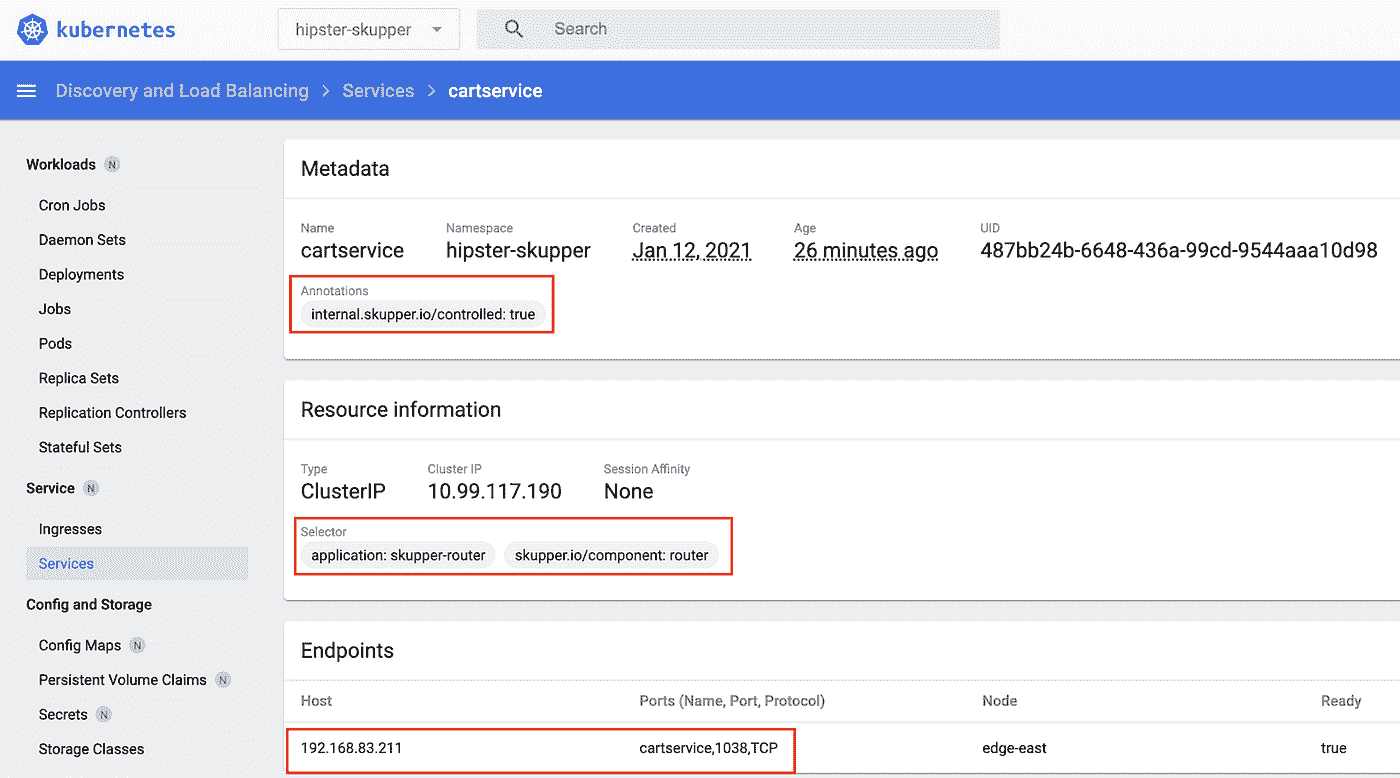 kubernetes
hipster-skupper
Search
Discovery and Load Balancing > Services > cartservice
Workloads N
Cron Jobs
Daemon Sets
Deployments
Jobs
Pods
Replica Sets
Replication Controllers
Stateful Sets
Service N
Ingresses
Services
Config and Storage
Config Maps N
Persistent Volume Claims N
Secrets N
Storage Classes
Metadata
Name Namespace Created Age UID
cartservice hipster-skupper Jan 12, 2021 26 minutes ago 487bb24b-6648-436a-99cd-9544aaa10d98
Annotations
internal.skupper.io/controlled: true
Resource information
Type Cluster IP Session Affinity
ClusterIP 10.99.117.190 None
Selector
application: skupper-router skupper.io/component: router
Endpoints
Host Ports (Name, Port, Protocol) Node Ready
192.168.83.211 cartservice,1038,TCP edge-east true